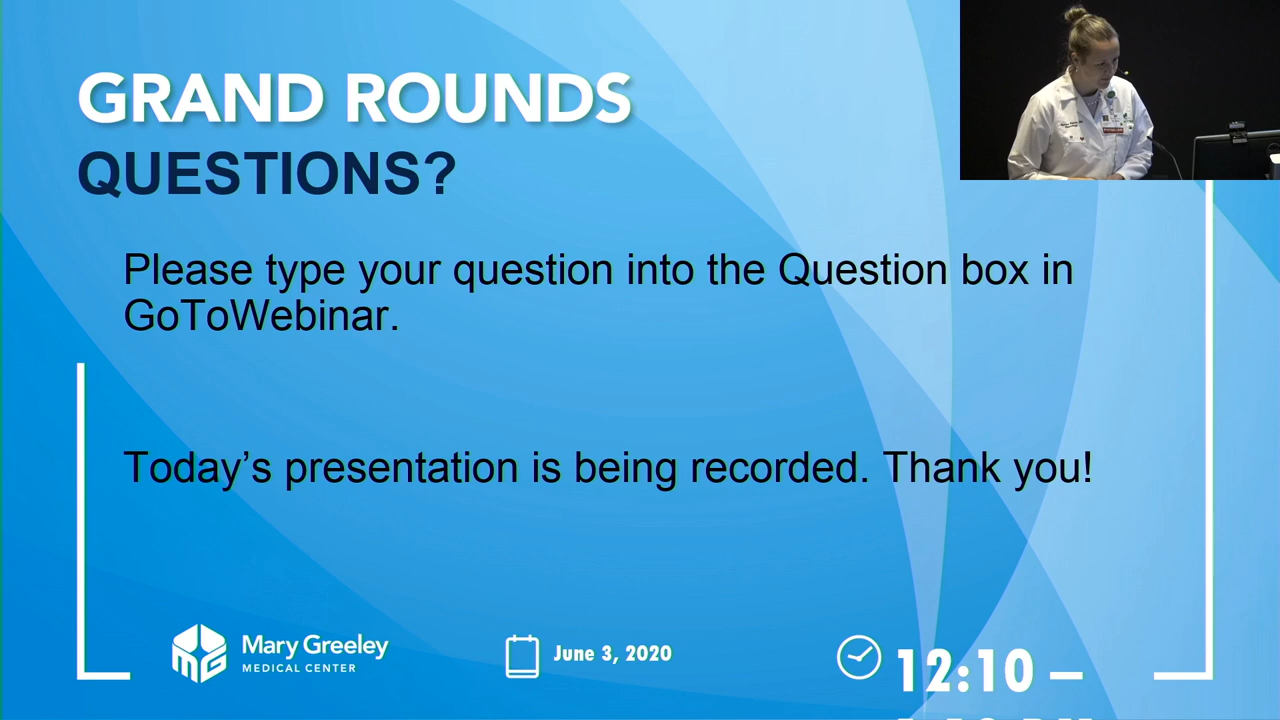 GRAND ROUNDS
QUESTIONS?
Please type your question into the Question box in
GoToWebinar.
Today’s presentation is being recorded. Thank you!
Mary Greeley
MEDICAL CENTER
June 3, 2020
12:10 –